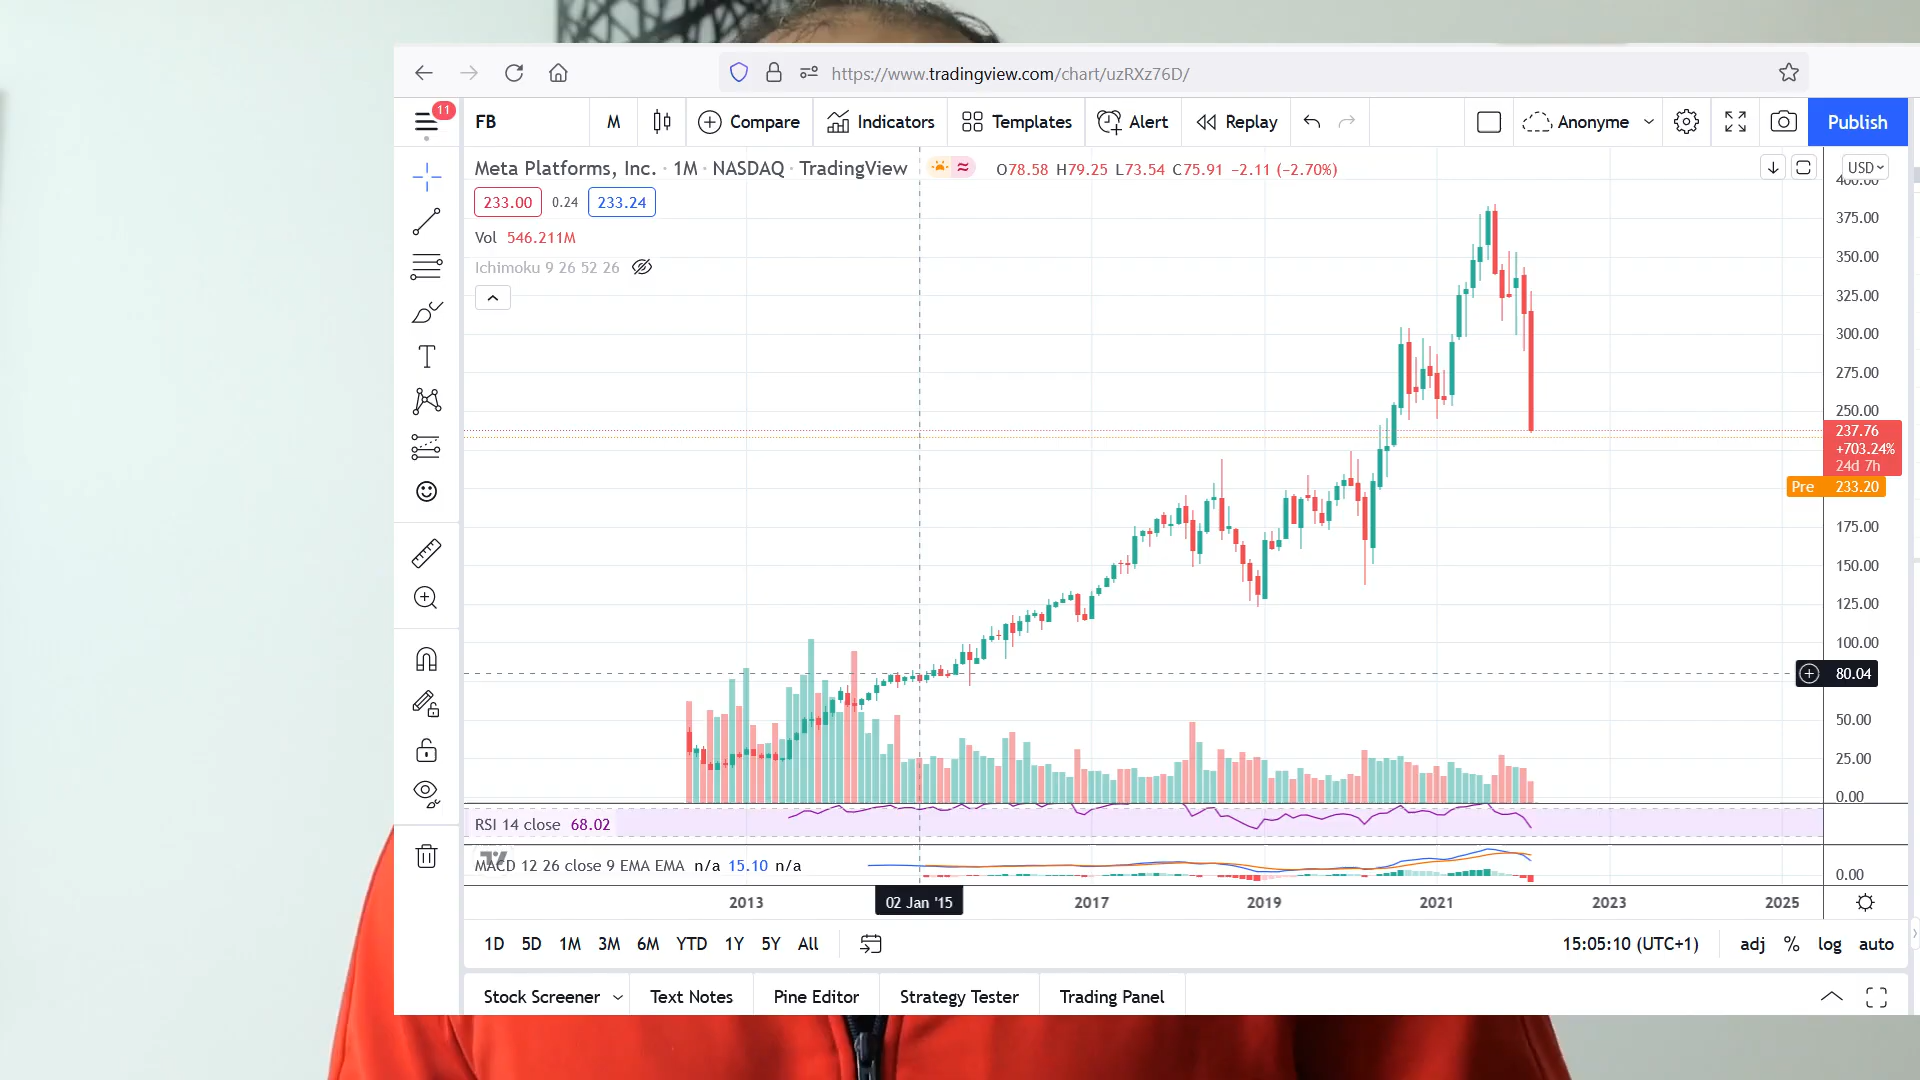 https://www.tradingview.com/chart/uzRXz76D/
11
FB M Compare Indicators Templates Alert Replay Anonyme Publish
Meta Platforms, Inc. · 1M · NASDAQ · TradingView O78.58 H79.25 L73.54 C75.91 −2.11 (−2.70%)
USD
400.00
233.00 0.24 233.24
Vol 546.211M
Ichimoku 9 26 52 26
375.00
350.00
325.00
300.00
275.00
250.00
237.76
+703.24%
24d 7h
Pre 233.20
175.00
150.00
125.00
100.00
80.04
50.00
25.00
0.00
RSI 14 close 68.02
MACD 12 26 close 9 EMA EMA n/a 15.10 n/a
0.00
2013 02 Jan '15 2017 2019 2021 2023 2025
1D 5D 1M 3M 6M YTD 1Y 5Y All 15:05:10 (UTC+1) adj % log auto
Stock Screener Text Notes Pine Editor Strategy Tester Trading Panel